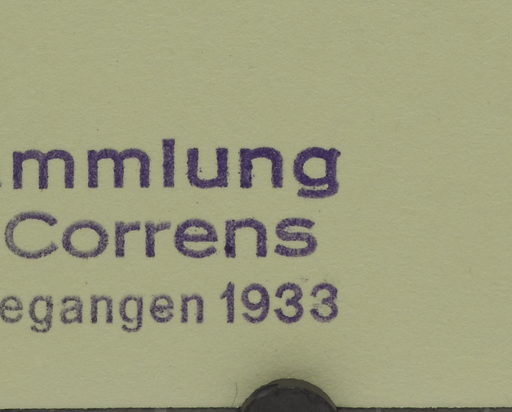 mmlung
Correns
egangen 1933